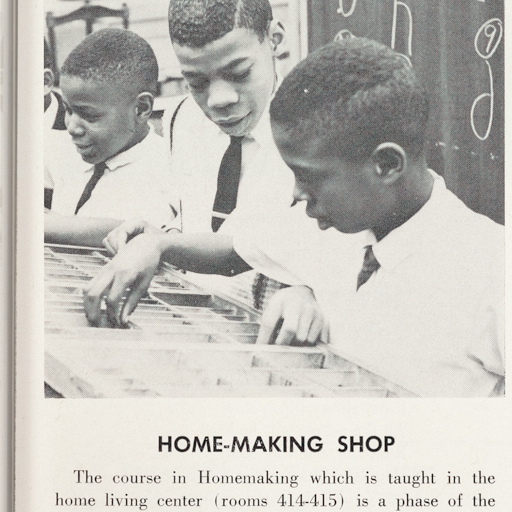 n
9
HOME-MAKING SHOP
The course in Homemaking which is taught in the
home living center (rooms 414-415) is a phase of the